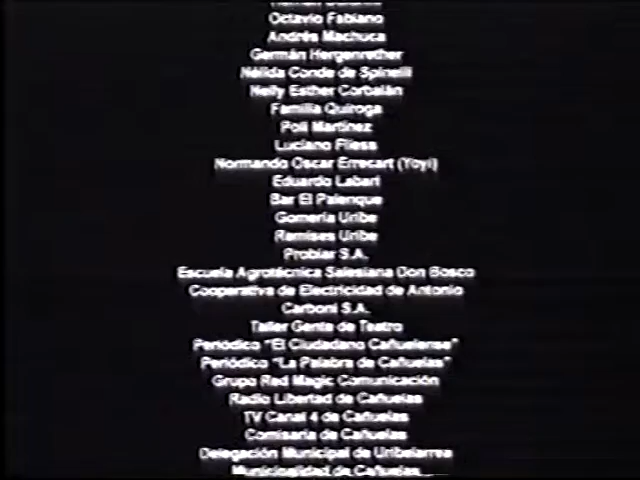 Octavio Fabiano
Andrés Machuca
Germán Hergenrether
Nélida Conde de Spinelli
Nelly Esther Corbalán
Familia Quiroga
Poli Martínez
Luciano Fliess
Normando Oscar Errecart (Yoyi)
Eduardo Labari
Bar El Palenque
Gomería Uribe
Remises Uribe
Problar S.A.
Escuela Agrotécnica Salesiana Don Bosco
Cooperativa de Electricidad de Antonio
Carboni S.A.
Taller Gente de Teatro
Periódico "El Ciudadano Cañuelense"
Periódico "La Palabra de Cañuelas"
Grupo Red Magic Comunicación
Radio Libertad de Cañuelas
TV Canal 4 de Cañuelas
Comisaría de Cañuelas
Delegación Municipal de Uribelarrea
Municipalidad de Cañuelas